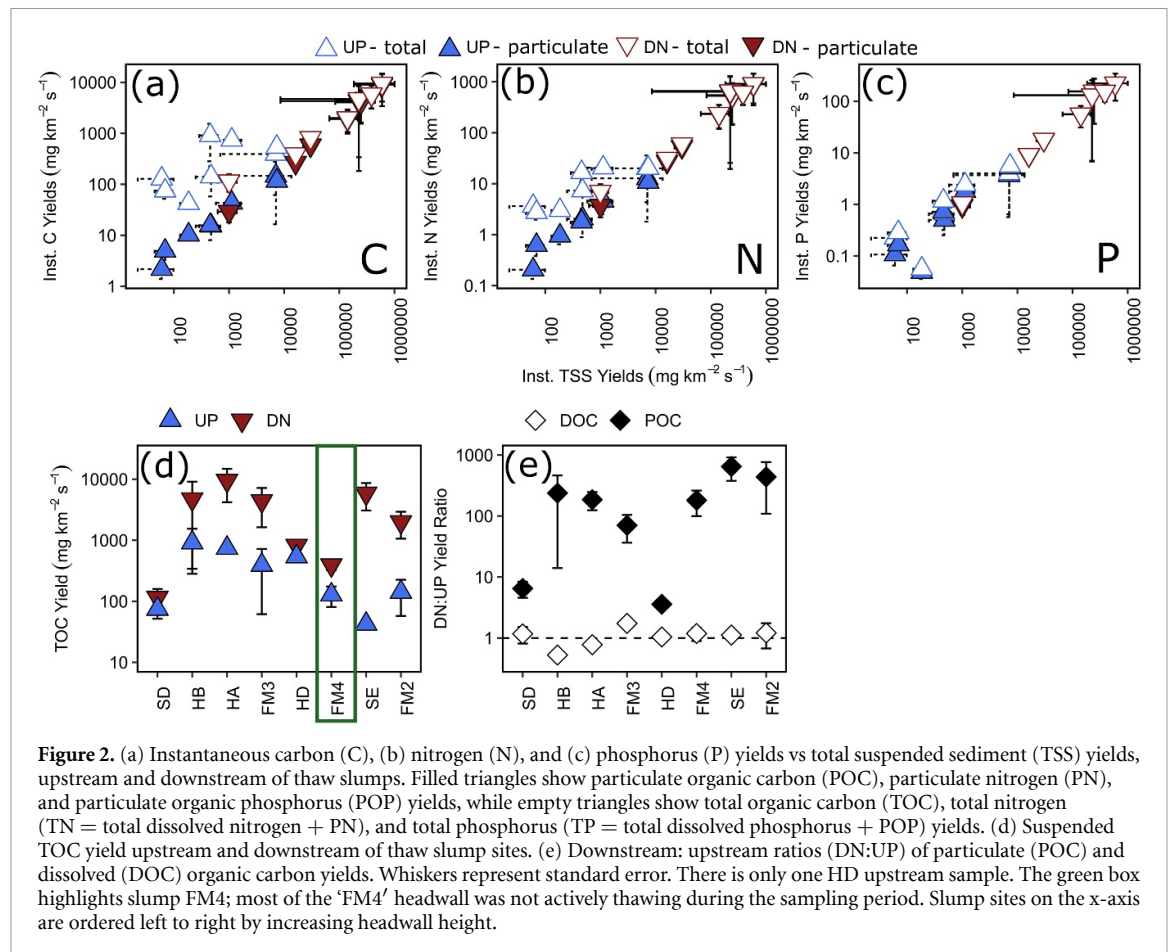 UP - total UP - particulate DN - total DN - particulate
(a)
Inst. C Yields (mg km−2 s−1)
10000
1000
100
10
1
C
100
1000
10000
100000
1000000
(b)
Inst. N Yields (mg km−2 s−1)
1000
100
10
1
0.1
N
100
1000
10000
100000
1000000
(c)
Inst. P Yields (mg km−2 s−1)
100
10
1
0.1
P
100
1000
10000
100000
1000000
Inst. TSS Yields (mg km−2 s−1)
UP DN
(d)
TOC Yield (mg km−2 s−1)
10000
1000
100
10
SD
HB
HA
FM3
HD
FM4
SE
FM2
DOC POC
(e)
DN:UP Yield Ratio
1000
100
10
1
SD
HB
HA
FM3
HD
FM4
SE
FM2
Figure 2. (a) Instantaneous carbon (C), (b) nitrogen (N), and (c) phosphorus (P) yields vs total suspended sediment (TSS) yields,
upstream and downstream of thaw slumps. Filled triangles show particulate organic carbon (POC), particulate nitrogen (PN),
and particulate organic phosphorus (POP) yields, while empty triangles show total organic carbon (TOC), total nitrogen
(TN = total dissolved nitrogen + PN), and total phosphorus (TP = total dissolved phosphorus + POP) yields. (d) Suspended
TOC yield upstream and downstream of thaw slump sites. (e) Downstream: upstream ratios (DN:UP) of particulate (POC) and
dissolved (DOC) organic carbon yields. Whiskers represent standard error. There is only one HD upstream sample. The green box
highlights slump FM4; most of the ‘FM4′ headwall was not actively thawing during the sampling period. Slump sites on the x-axis
are ordered left to right by increasing headwall height.